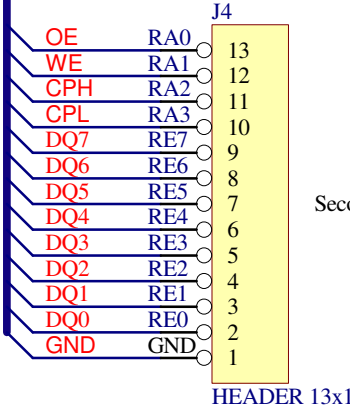 J4
OE RA0 13
WE RA1 12
CPH RA2 11
CPL RA3 10
DQ7 RE7 9
DQ6 RE6 8
DQ5 RE5 7
Seco
DQ4 RE4 6
DQ3 RE3 5
DQ2 RE2 4
DQ1 RE1 3
DQ0 RE0 2
GND GND 1
HEADER 13x1